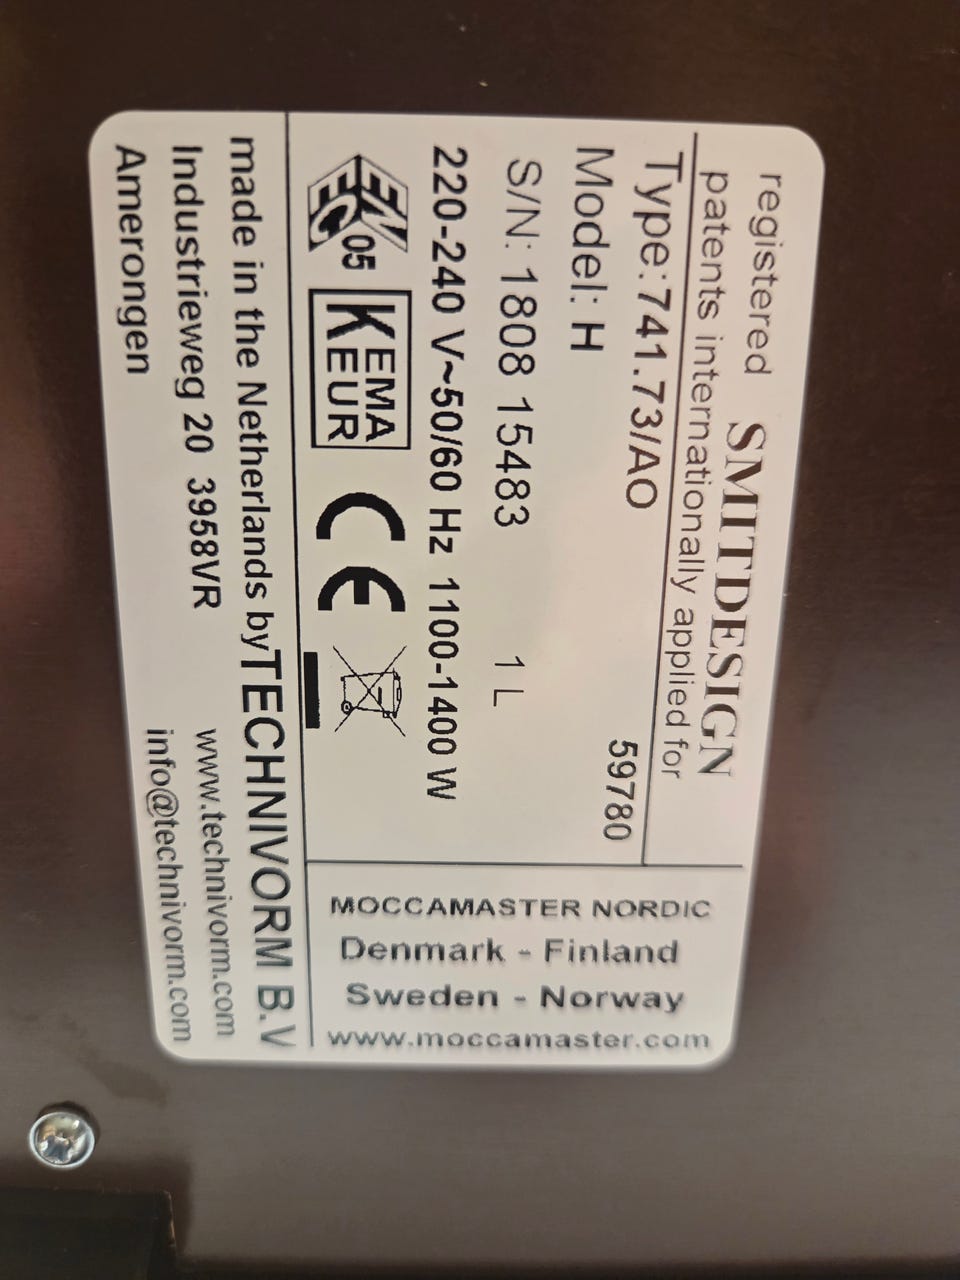 registered SMITDESIGN
patents internationally applied for
Type:741.73/AO
Model: H 59780
S/N: 1808 15483 1 L
220-240 V~50/60 Hz 1100-1400 W
ENEC 05 KEMA KEUR CE
made in the Netherlands by TECHNIVORM B.V
Industrieweg 20 3958VR www.technivorm.com
Amerongen info@technivorm.com
MOCCAMASTER NORDIC
Denmark - Finland
Sweden - Norway
www.moccamaster.com